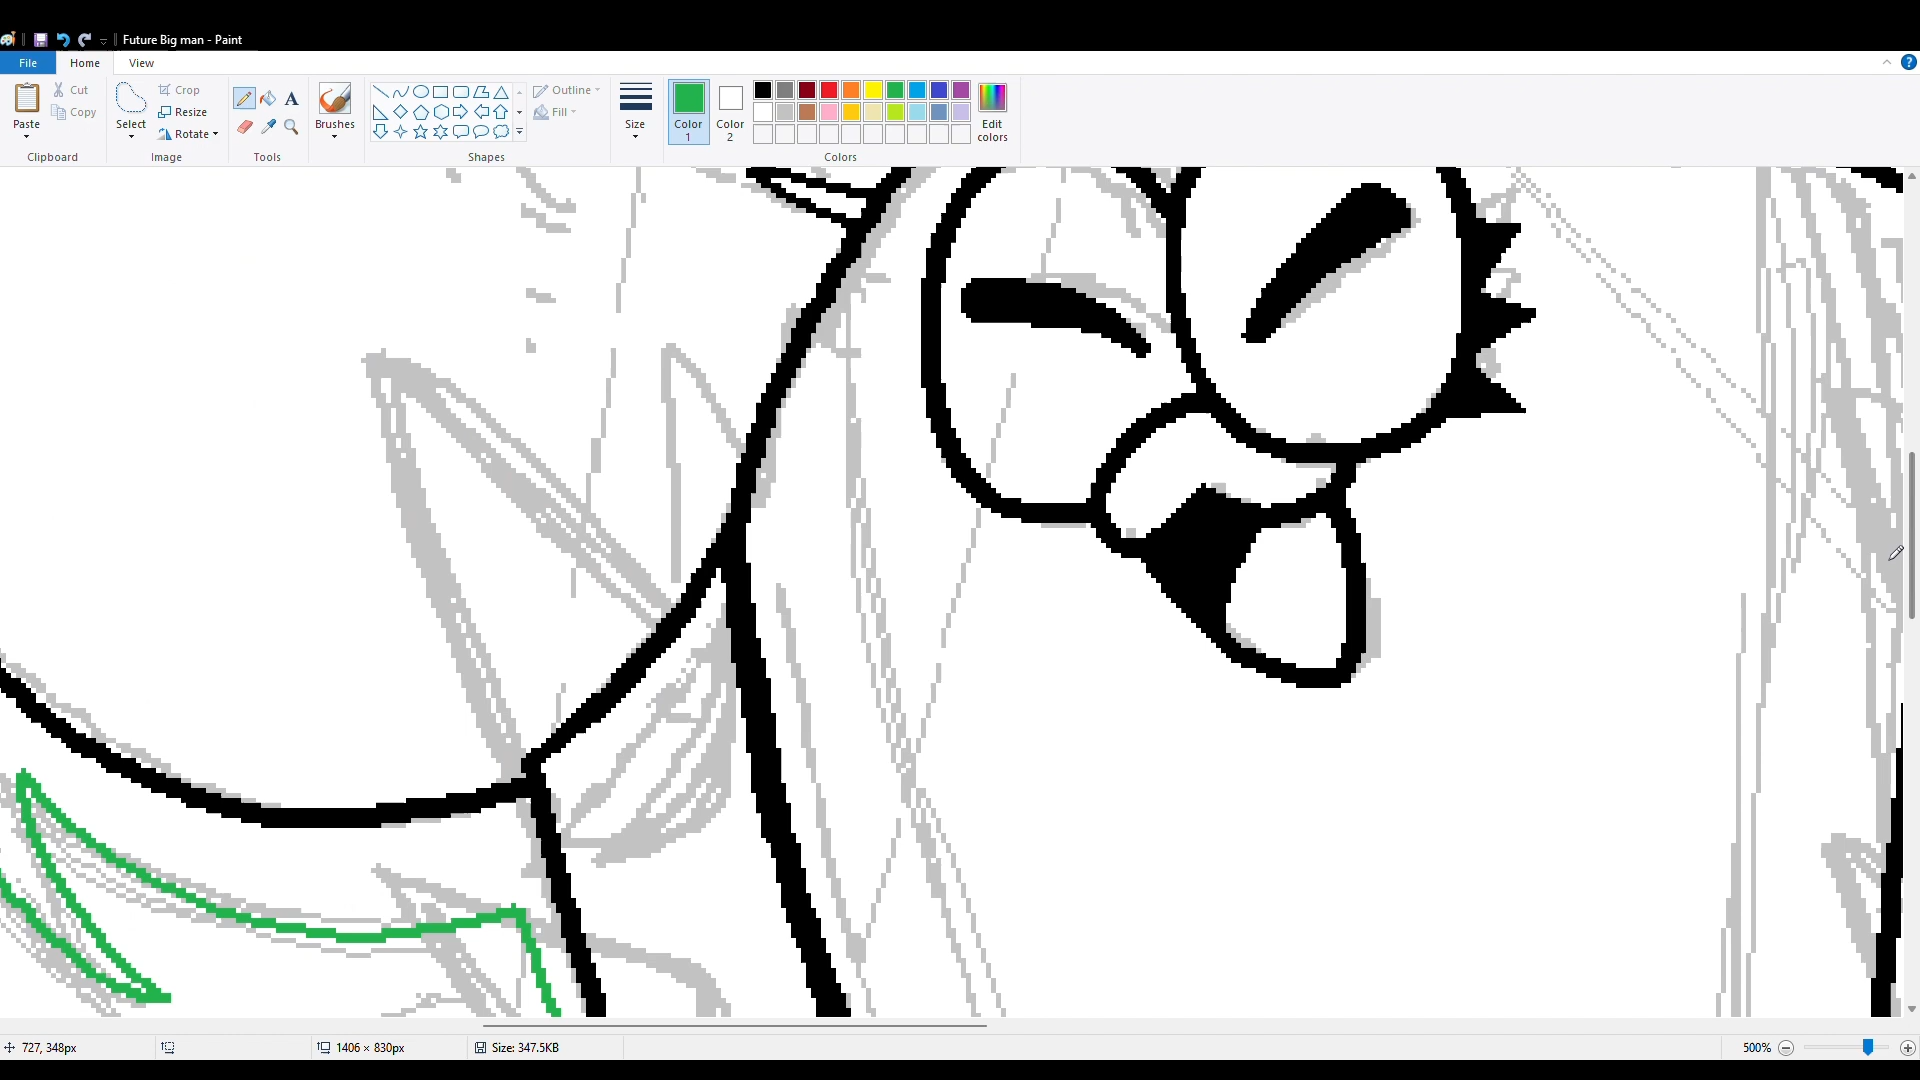 Future Big man - Paint
File Home View
?
Paste
Cut
Copy
Clipboard
Select
Crop
Resize
Rotate
Image
A
Tools
Brushes
Shapes
Outline
Fill
Size
Color 1
Color 2
Colors
Edit colors
727, 348px
1406 × 830px
Size: 347.5KB
500%